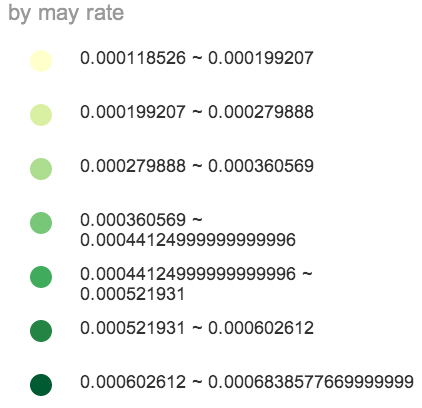 by may rate
0.000118526 ~ 0.000199207
0.000199207 ~ 0.000279888
0.000279888 ~ 0.000360569
0.000360569 ~
0.00044124999999999996
0.00044124999999999996 ~
0.000521931
0.000521931 ~ 0.000602612
0.000602612 ~ 0.0006838577669999999